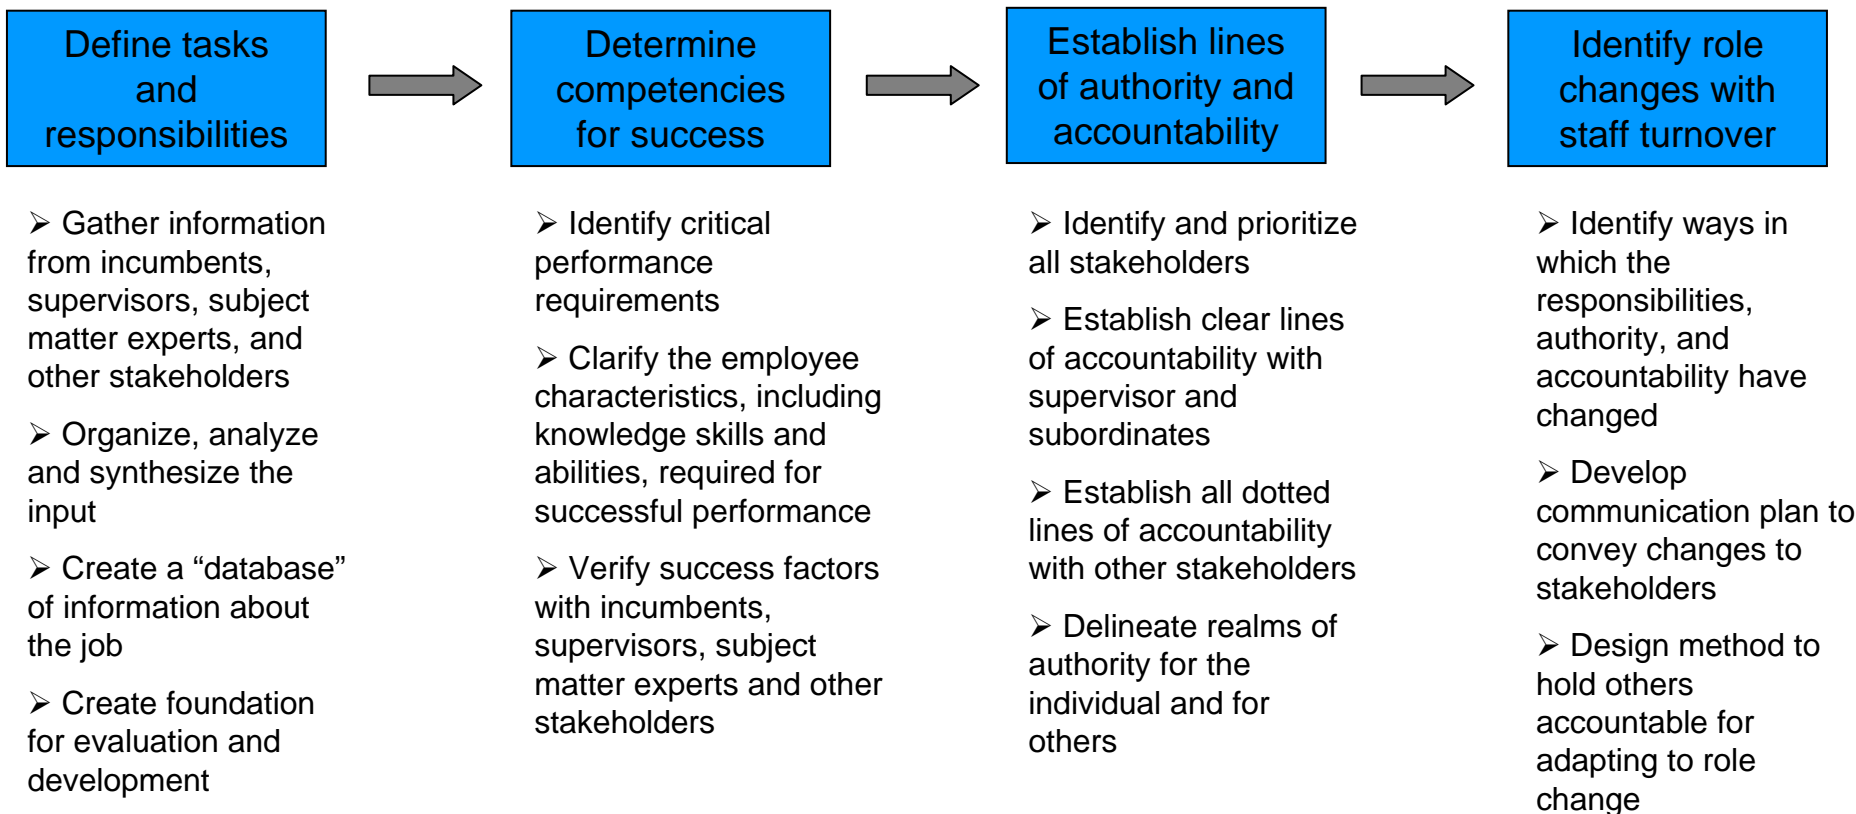 Define tasks
and
responsibilities
Determine
competencies
for success
Establish lines
of authority and
accountability
Identify role
changes with
staff turnover
➢ Gather information
from incumbents,
supervisors, subject
matter experts, and
other stakeholders
➢ Organize, analyze
and synthesize the
input
➢ Create a “database”
of information about
the job
➢ Create foundation
for evaluation and
development
➢ Identify critical
performance
requirements
➢ Clarify the employee
characteristics, including
knowledge skills and
abilities, required for
successful performance
➢ Verify success factors
with incumbents,
supervisors, subject
matter experts and other
stakeholders
➢ Identify and prioritize
all stakeholders
➢ Establish clear lines
of accountability with
supervisor and
subordinates
➢ Establish all dotted
lines of accountability
with other stakeholders
➢ Delineate realms of
authority for the
individual and for
others
➢ Identify ways in
which the
responsibilities,
authority, and
accountability have
changed
➢ Develop
communication plan to
convey changes to
stakeholders
➢ Design method to
hold others
accountable for
adapting to role
change